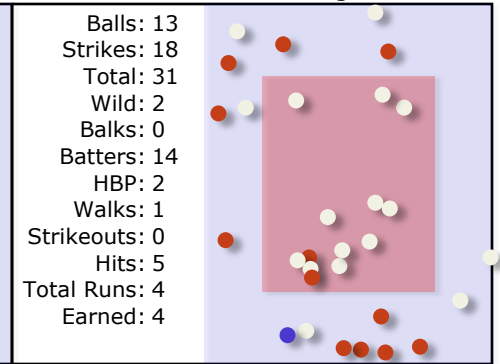 Balls: 13
Strikes: 18
Total: 31
Wild: 2
Balks: 0
Batters: 14
HBP: 2
Walks: 1
Strikeouts: 0
Hits: 5
Total Runs: 4
Earned: 4